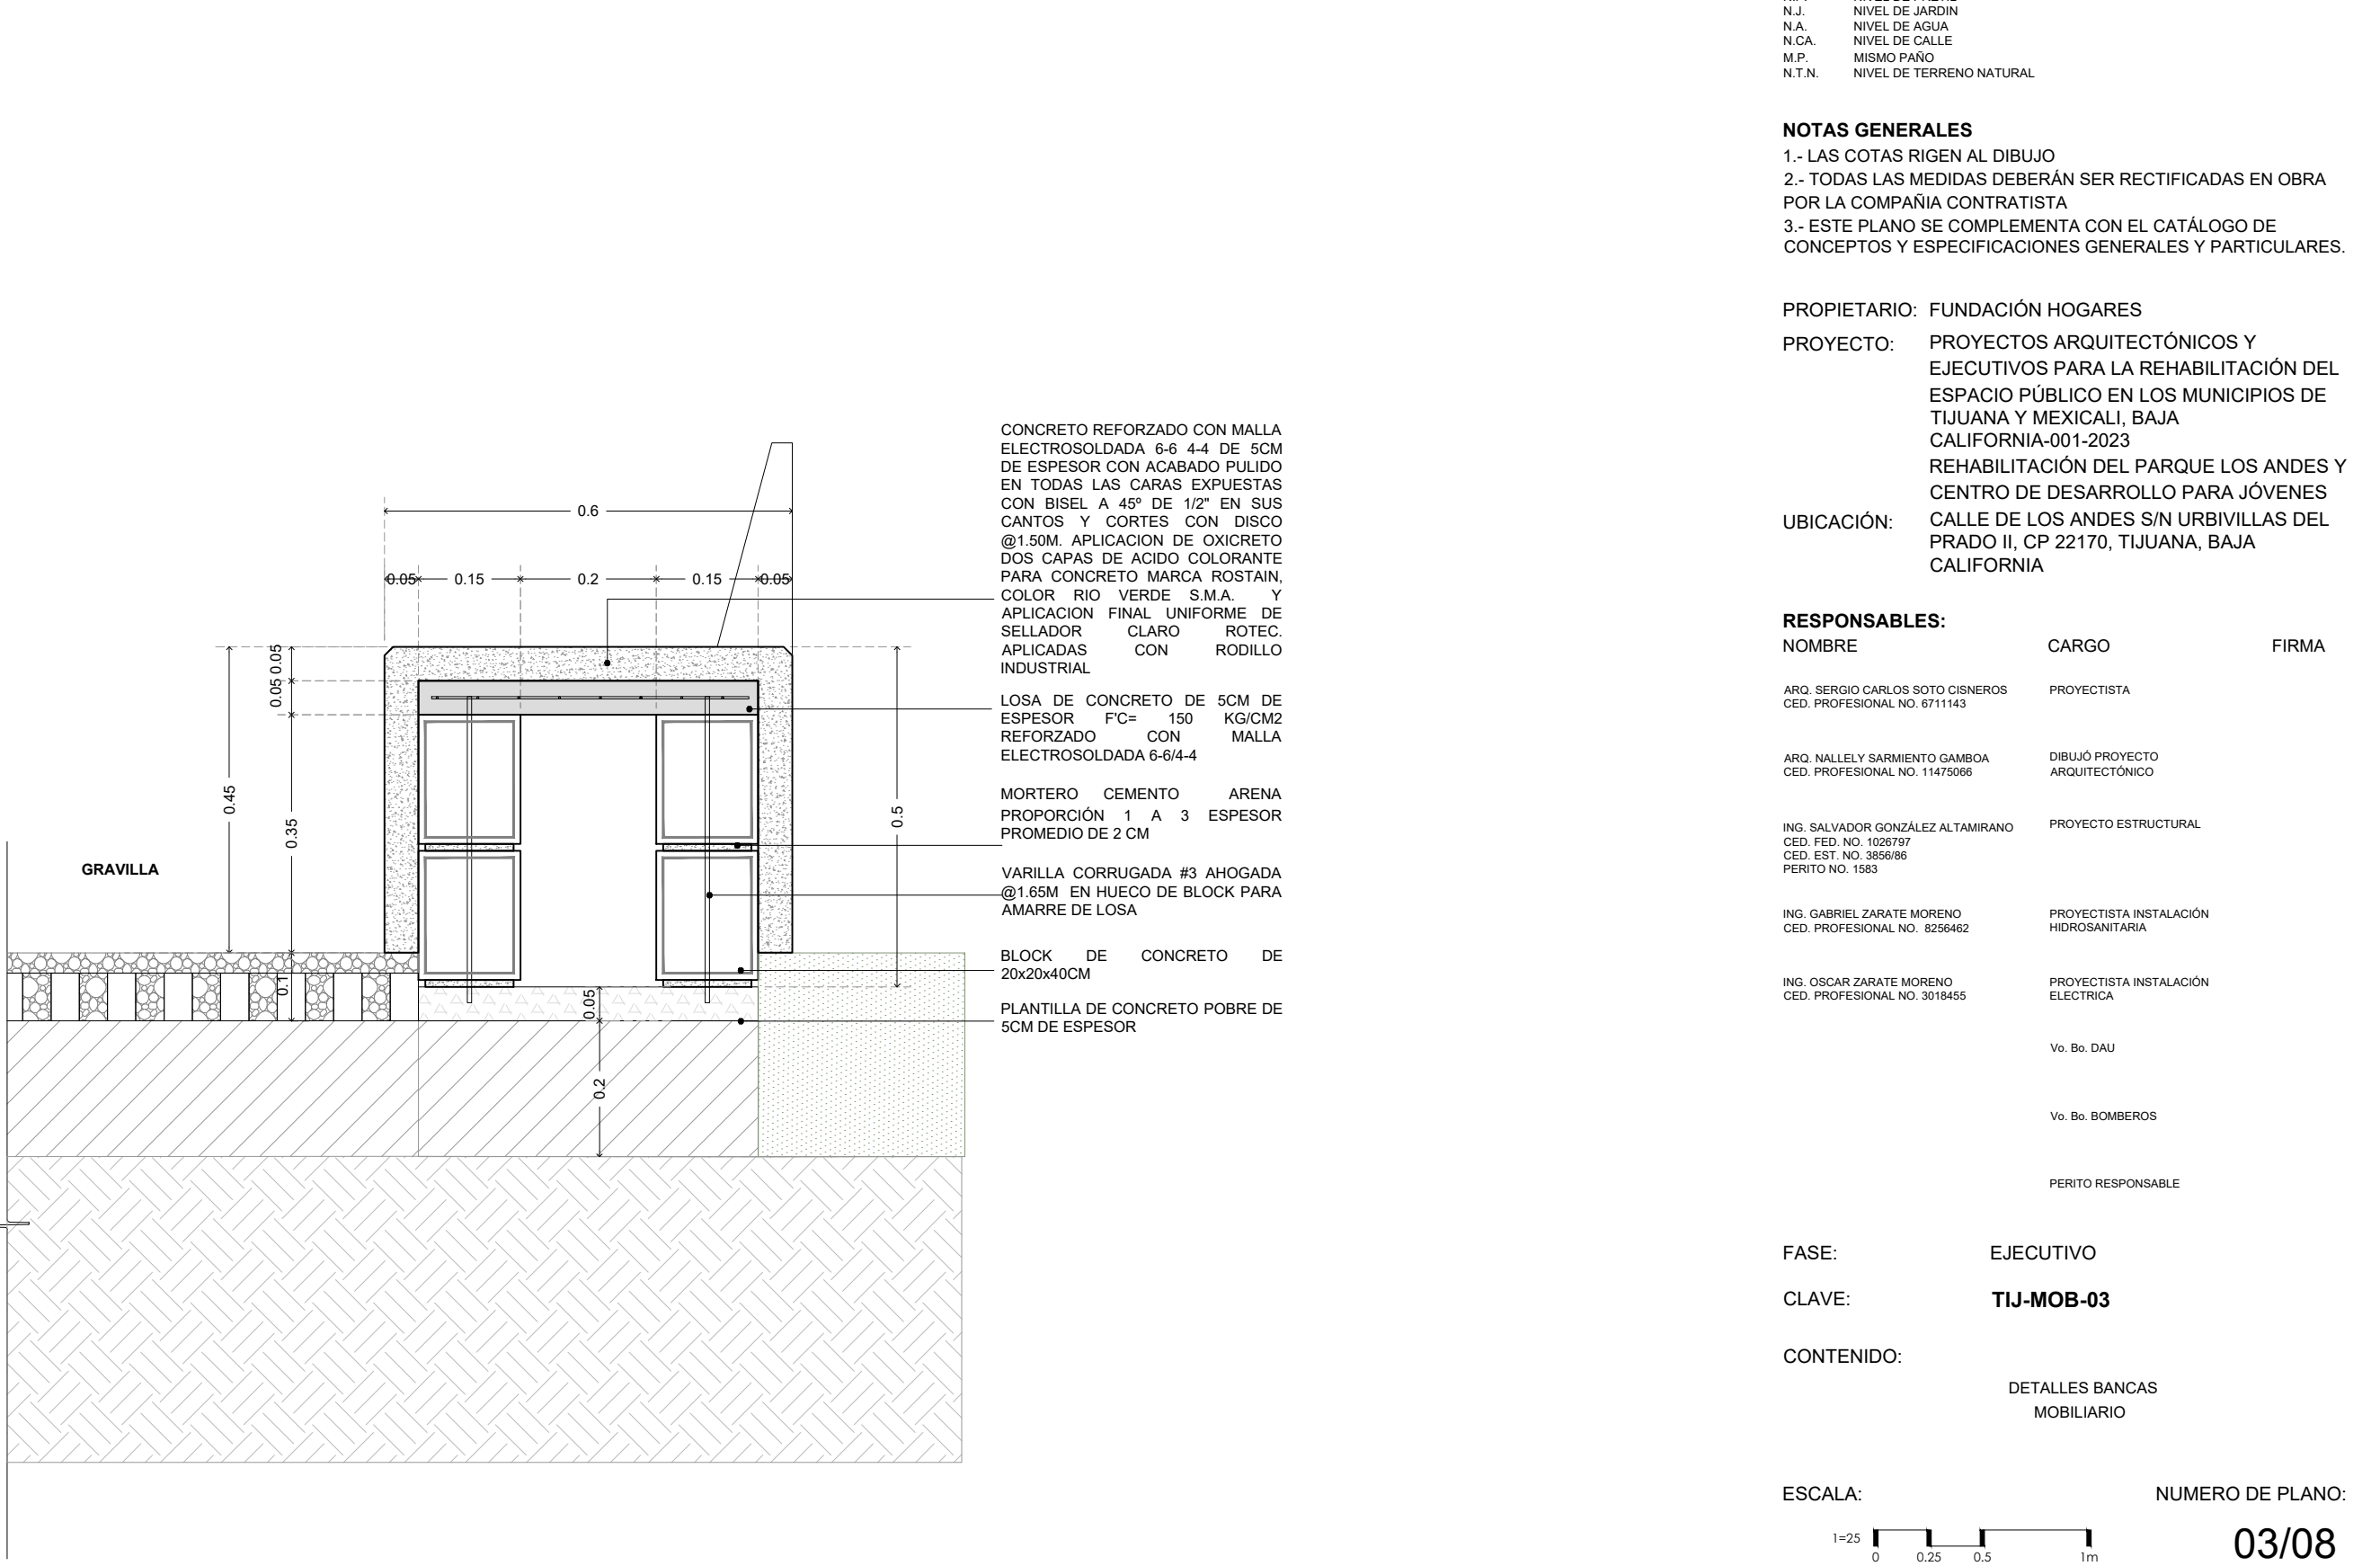 N.J. NIVEL DE JARDIN
N.A. NIVEL DE AGUA
N.CA. NIVEL DE CALLE
M.P. MISMO PAÑO
N.T.N. NIVEL DE TERRENO NATURAL
NOTAS GENERALES
1.- LAS COTAS RIGEN AL DIBUJO
2.- TODAS LAS MEDIDAS DEBERÁN SER RECTIFICADAS EN OBRA
POR LA COMPAÑIA CONTRATISTA
3.- ESTE PLANO SE COMPLEMENTA CON EL CATÁLOGO DE
CONCEPTOS Y ESPECIFICACIONES GENERALES Y PARTICULARES.
PROPIETARIO: FUNDACIÓN HOGARES
PROYECTO: PROYECTOS ARQUITECTÓNICOS Y
EJECUTIVOS PARA LA REHABILITACIÓN DEL
ESPACIO PÚBLICO EN LOS MUNICIPIOS DE
TIJUANA Y MEXICALI, BAJA
CALIFORNIA-001-2023
REHABILITACIÓN DEL PARQUE LOS ANDES Y
CENTRO DE DESARROLLO PARA JÓVENES
UBICACIÓN: CALLE DE LOS ANDES S/N URBIVILLAS DEL
PRADO II, CP 22170, TIJUANA, BAJA
CALIFORNIA
RESPONSABLES:
NOMBRE CARGO FIRMA
ARQ. SERGIO CARLOS SOTO CISNEROS PROYECTISTA
CED. PROFESIONAL NO. 6711143
ARQ. NALLELY SARMIENTO GAMBOA DIBUJÓ PROYECTO
CED. PROFESIONAL NO. 11475066 ARQUITECTÓNICO
ING. SALVADOR GONZÁLEZ ALTAMIRANO PROYECTO ESTRUCTURAL
CED. FED. NO. 1026797
CED. EST. NO. 3856/86
PERITO NO. 1583
ING. GABRIEL ZARATE MORENO PROYECTISTA INSTALACIÓN
CED. PROFESIONAL NO. 8256462 HIDROSANITARIA
ING. OSCAR ZARATE MORENO PROYECTISTA INSTALACIÓN
CED. PROFESIONAL NO. 3018455 ELECTRICA
Vo. Bo. DAU
Vo. Bo. BOMBEROS
PERITO RESPONSABLE
FASE: EJECUTIVO
CLAVE: TIJ-MOB-03
CONTENIDO:
DETALLES BANCAS
MOBILIARIO
ESCALA: NUMERO DE PLANO:
1=25
0 0.25 0.5 1m
03/08
CONCRETO REFORZADO CON MALLA
ELECTROSOLDADA 6-6 4-4 DE 5CM
DE ESPESOR CON ACABADO PULIDO
EN TODAS LAS CARAS EXPUESTAS
CON BISEL A 45º DE 1/2" EN SUS
CANTOS Y CORTES CON DISCO
@1.50M. APLICACION DE OXICRETO
DOS CAPAS DE ACIDO COLORANTE
PARA CONCRETO MARCA ROSTAIN,
COLOR RIO VERDE S.M.A. Y
APLICACION FINAL UNIFORME DE
SELLADOR CLARO ROTEC.
APLICADAS CON RODILLO
INDUSTRIAL
LOSA DE CONCRETO DE 5CM DE
ESPESOR F'C= 150 KG/CM2
REFORZADO CON MALLA
ELECTROSOLDADA 6-6/4-4
MORTERO CEMENTO ARENA
PROPORCIÓN 1 A 3 ESPESOR
PROMEDIO DE 2 CM
VARILLA CORRUGADA #3 AHOGADA
@1.65M EN HUECO DE BLOCK PARA
AMARRE DE LOSA
BLOCK DE CONCRETO DE
20x20x40CM
PLANTILLA DE CONCRETO POBRE DE
5CM DE ESPESOR
0.6
0.05 0.15 0.2 0.15 0.05
0.05
0.05
0.45
0.35
0.5
GRAVILLA
0.1
0.05
0.2